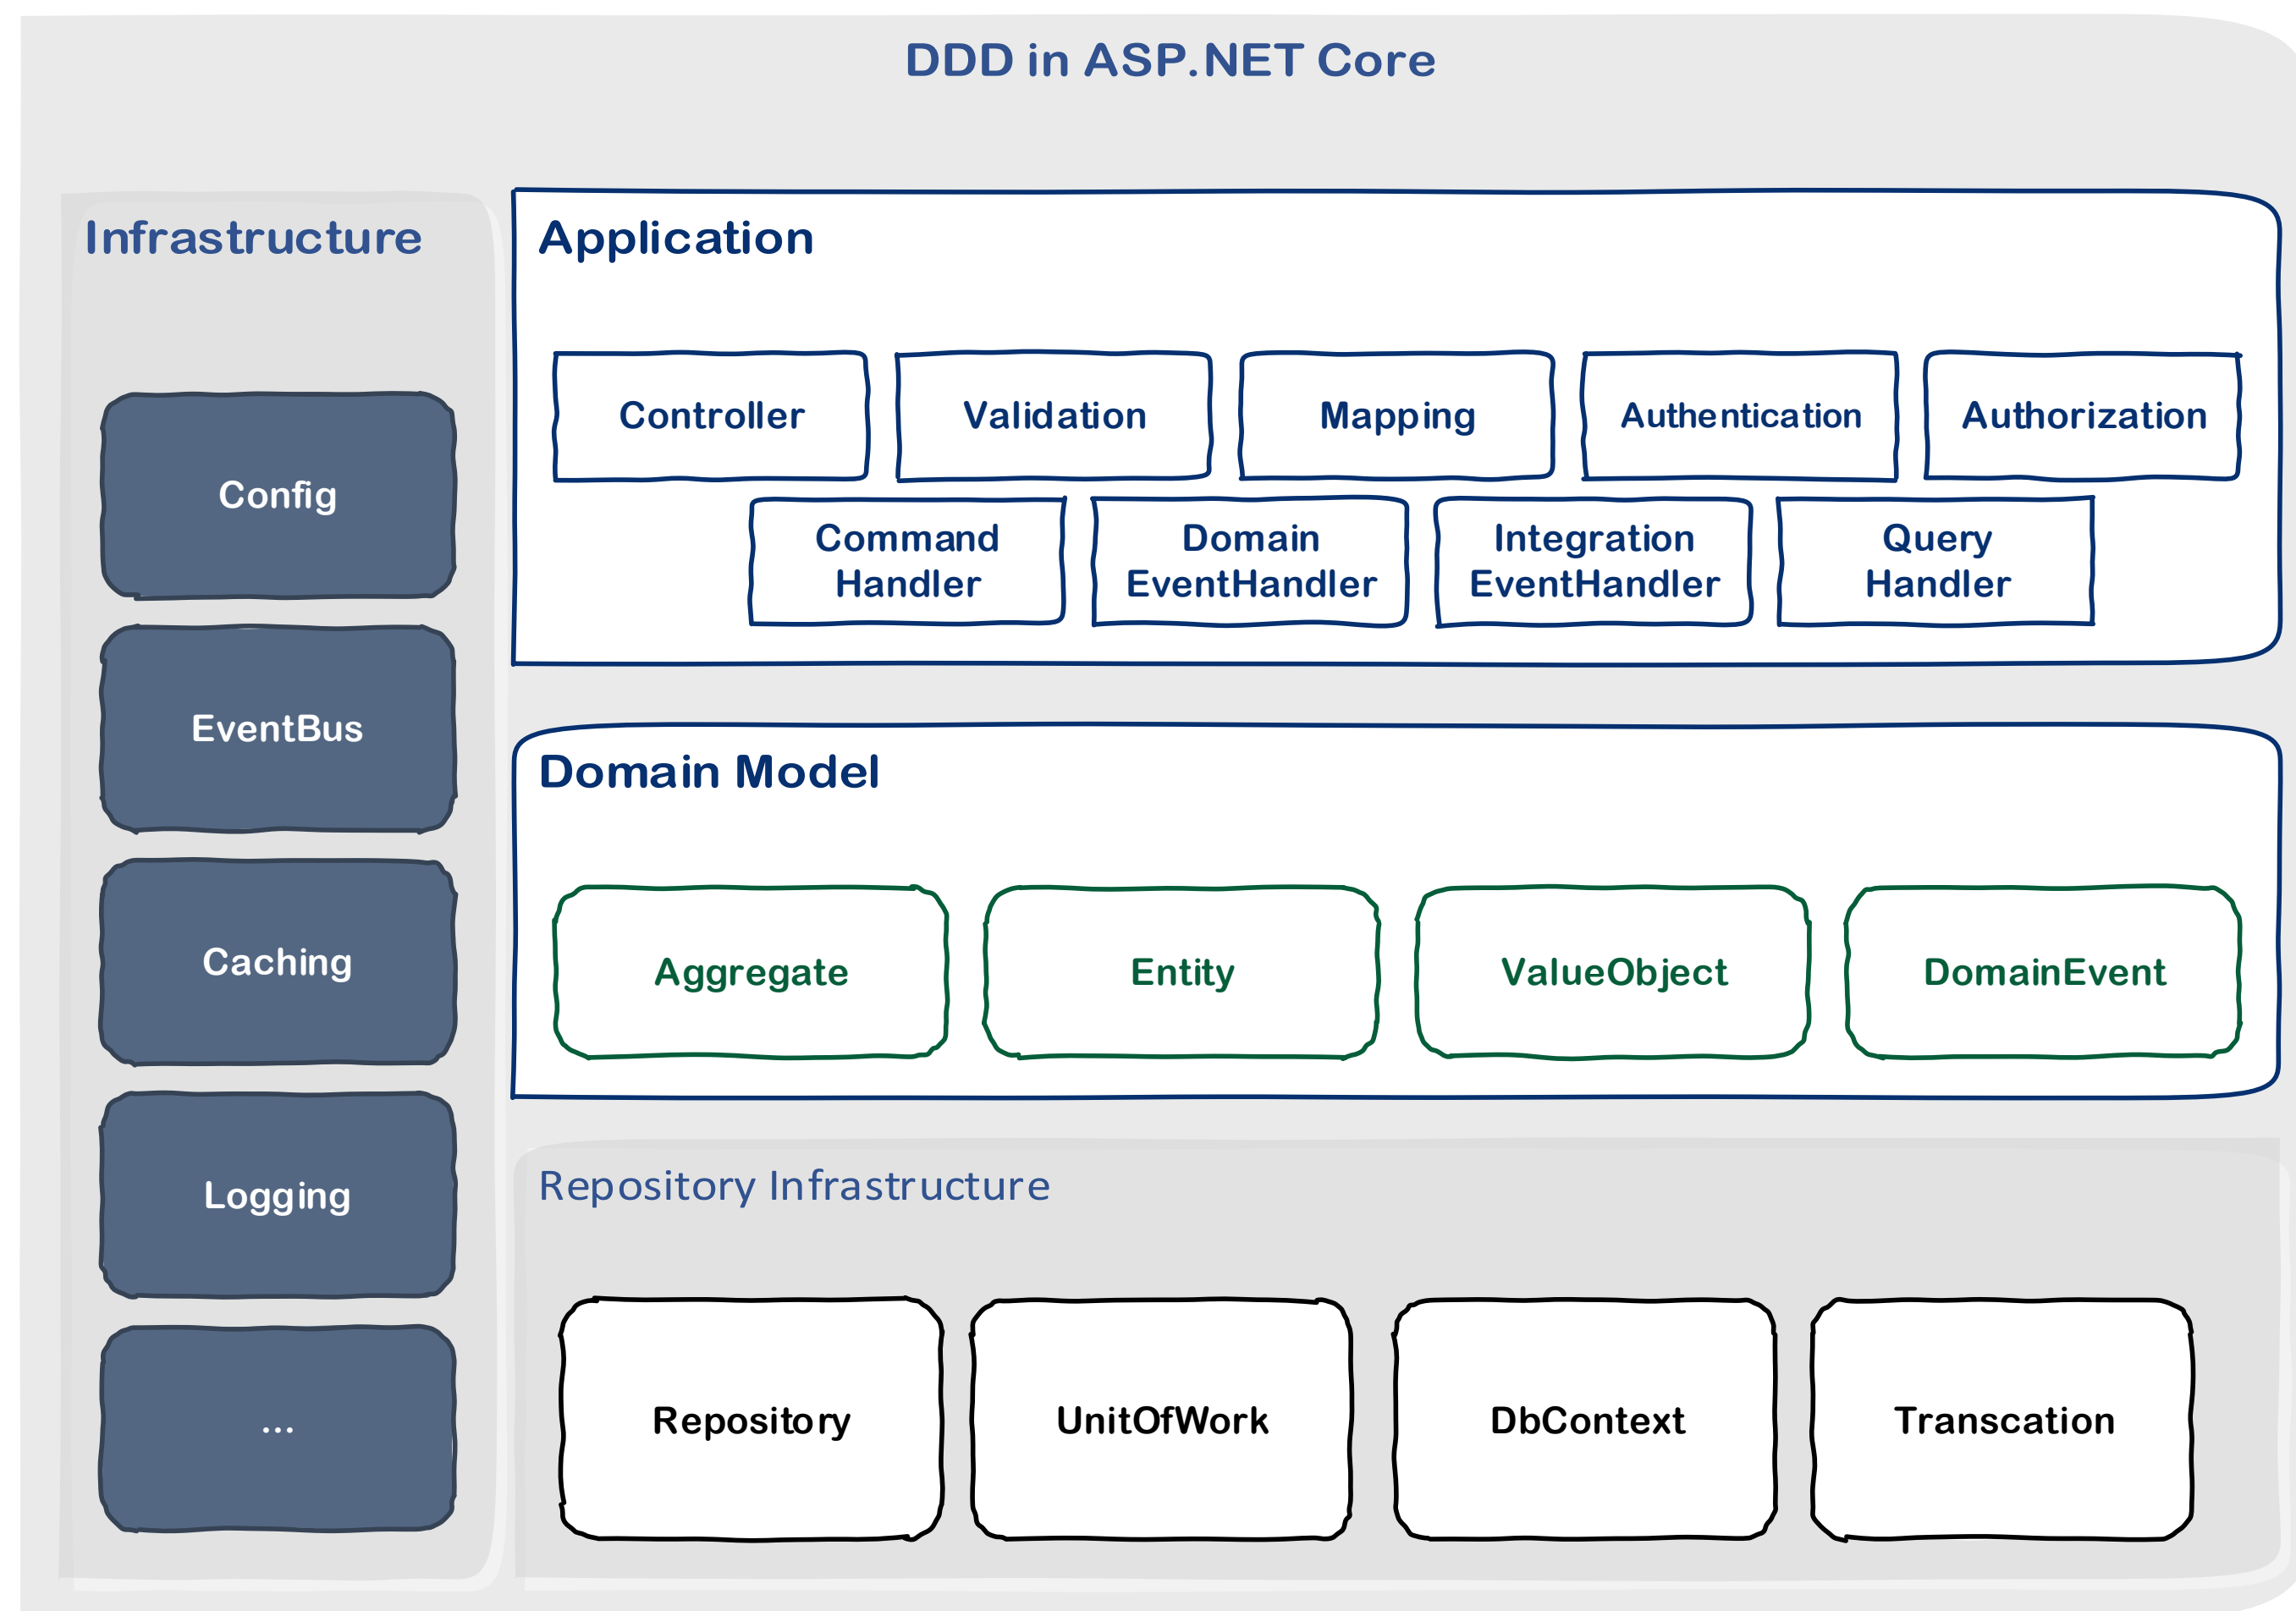 DDD in ASP.NET Core
Infrastructure
Config
EventBus
Caching
Logging
...
Application
Controller
Validation
Mapping
Authentication
Authorization
Command
Handler
Domain
EventHandler
Integration
EventHandler
Query
Handler
Domain Model
Aggregate
Entity
ValueObject
DomainEvent
Repository Infrastructure
Repository
UnitOfWork
DbContext
Transcation